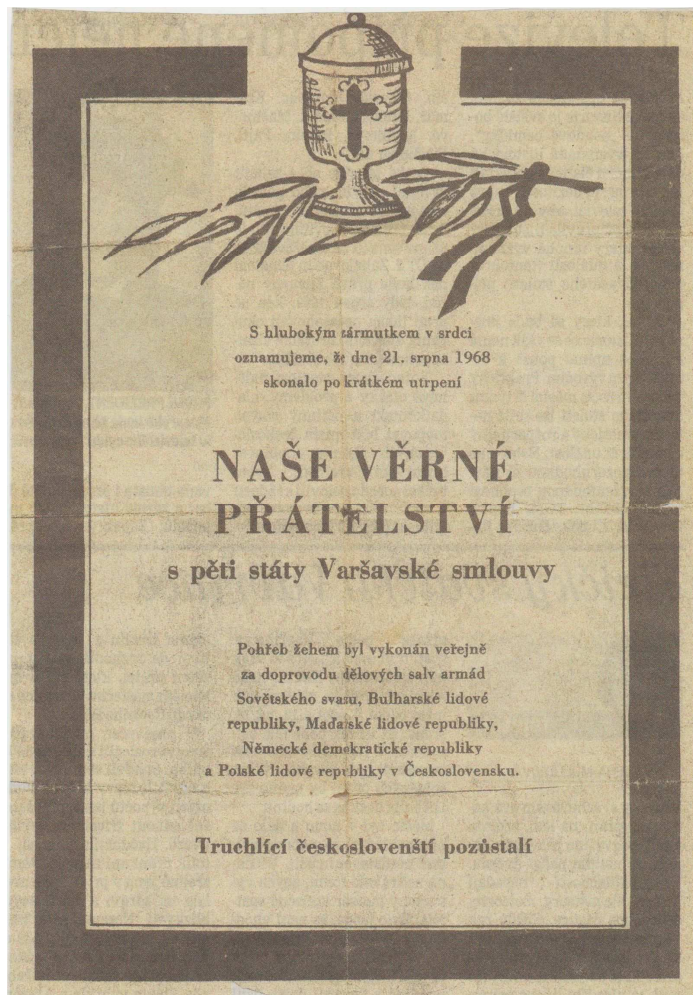 S hlubokým zármutkem v srdci
oznamujeme, že dne 21. srpna 1968
skonalo po krátkém utrpení
NAŠE VĚRNÉ
PŘÁTELSTVÍ
s pěti státy Varšavské smlouvy
Pohřeb žehem byl vykonán veřejně
za doprovodu dělových salv armád
Sovětského svazu, Bulharské lidové
republiky, Maďarské lidové republiky,
Německé demokratické republiky
a Polské lidové republiky v Československu.
Truchlící českoslovenští pozůstalí